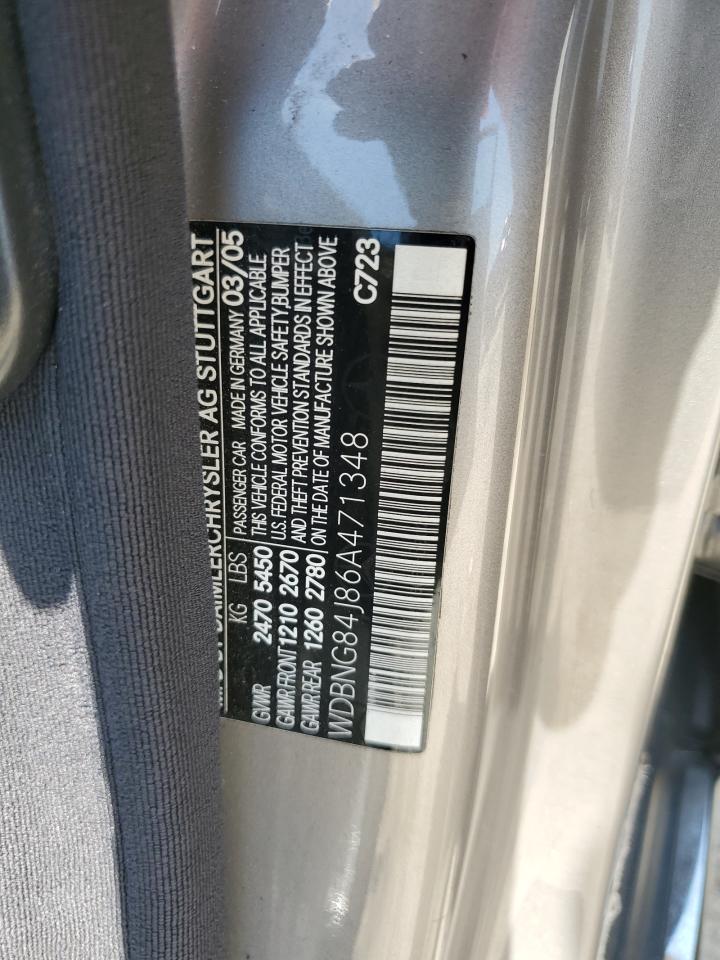 DAIMLERCHRYSLER AG STUTTGART
KG LBS PASSENGER CAR MADE IN GERMANY 03/05
GVWR 2470 5450 THIS VEHICLE CONFORMS TO ALL APPLICABLE
GAWR FRONT 1210 2670 U.S. FEDERAL MOTOR VEHICLE SAFETY, BUMPER
GAWR REAR 1260 2780 AND THEFT PREVENTION STANDARDS IN EFFECT
ON THE DATE OF MANUFACTURE SHOWN ABOVE
WDBNG84J86A471348 C723